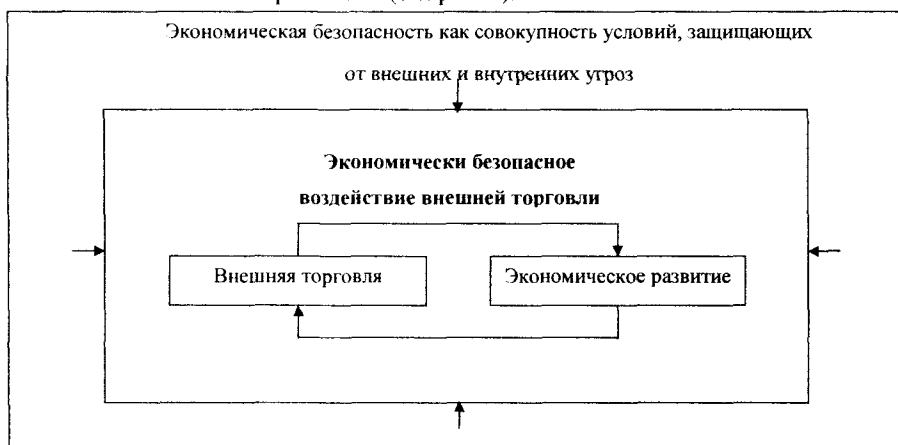 Экономическая безопасность как совокупность условий, защищающих
от внешних и внутренних угроз
Экономически безопасное
воздействие внешней торговли
Внешняя торговля
Экономическое развитие